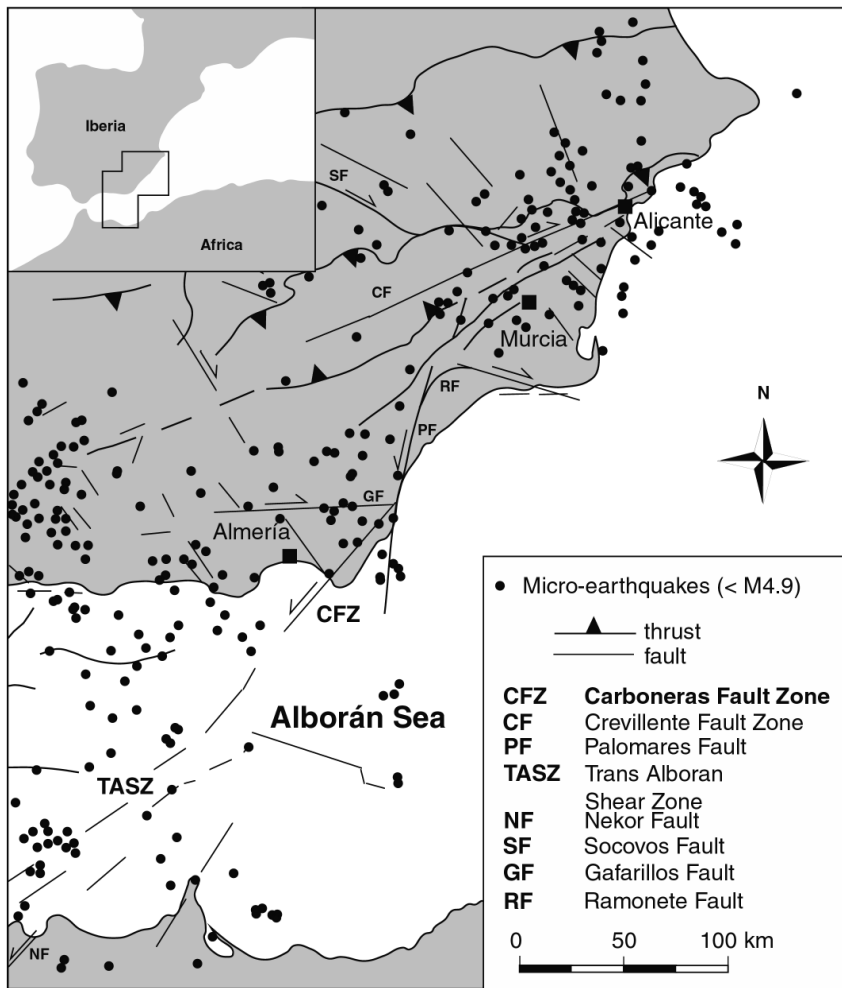 Iberia
Africa
SF
Alicante
CF
Murcia
RF
N
PF
GF
Almería
CFZ
Alborán Sea
TASZ
NF
Micro-earthquakes (< M4.9)
thrust
fault
CFZ Carboneras Fault Zone
CF Crevillente Fault Zone
PF Palomares Fault
TASZ Trans Alboran
Shear Zone
NF Nekor Fault
SF Socovos Fault
GF Gafarillos Fault
RF Ramonete Fault
0 50 100 km